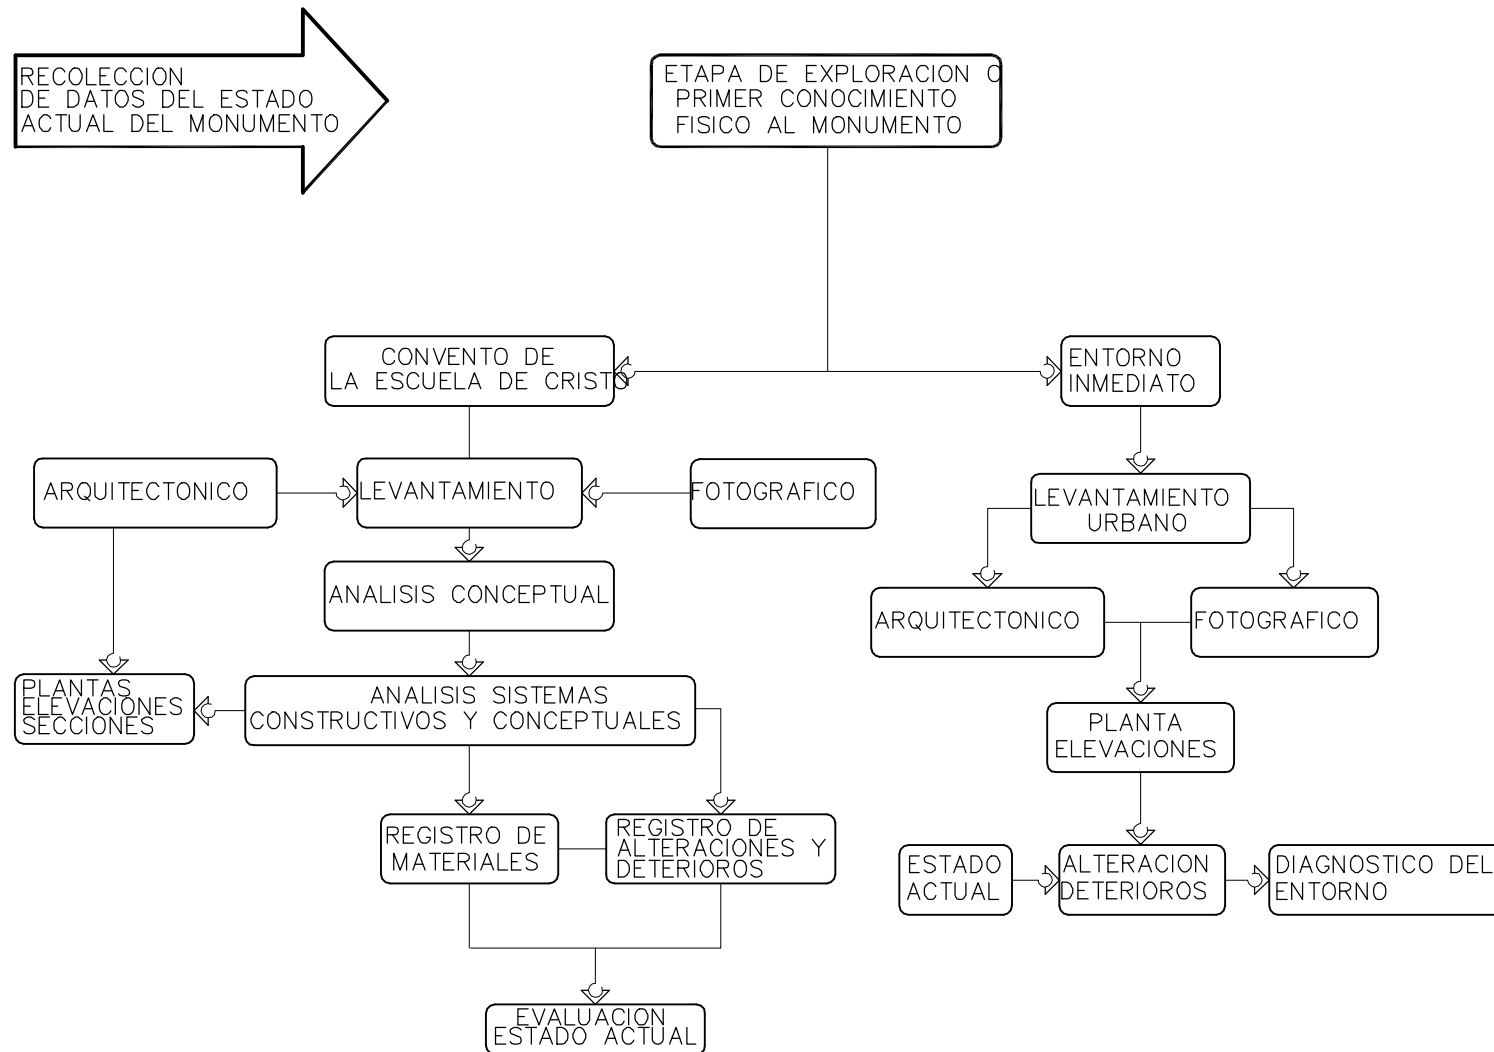 RECOLECCION
DE DATOS DEL ESTADO
ACTUAL DEL MONUMENTO
ETAPA DE EXPLORACION O
PRIMER CONOCIMIENTO
FISICO AL MONUMENTO
CONVENTO DE
LA ESCUELA DE CRISTO
ENTORNO
INMEDIATO
ARQUITECTONICO
LEVANTAMIENTO
FOTOGRAFICO
LEVANTAMIENTO
URBANO
ANALISIS CONCEPTUAL
ARQUITECTONICO
FOTOGRAFICO
PLANTAS
ELEVACIONES
SECCIONES
ANALISIS SISTEMAS
CONSTRUCTIVOS Y CONCEPTUALES
PLANTA
ELEVACIONES
REGISTRO DE
MATERIALES
REGISTRO DE
ALTERACIONES Y
DETERIOROS
ESTADO
ACTUAL
ALTERACION
DETERIOROS
DIAGNOSTICO DEL
ENTORNO
EVALUACION
ESTADO ACTUAL